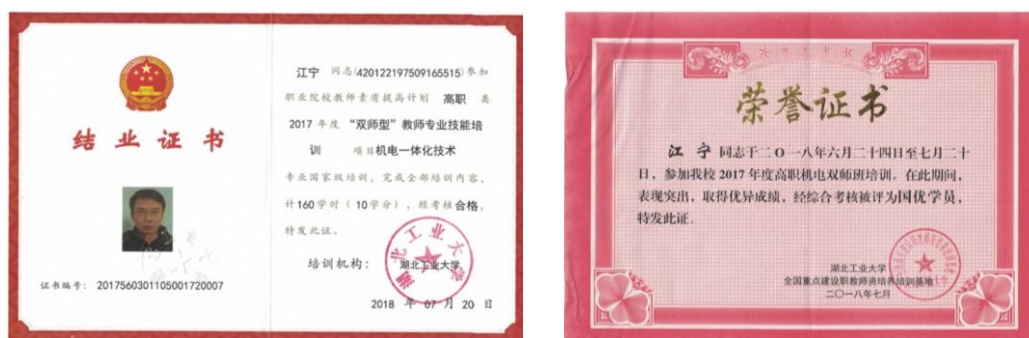 结业证书
证书编号： 2017560301105001720007
江宁 同志(420122197509165515)参加
职业院校教师素质提高计划 高职 类
2017 年度 “双师型”教师专业技能培
训 项目机电一体化技术
专业国家级培训，完成全部培训内容，
计160学时（10学分），经考核合格，
特发此证。
培训机构： 湖北工业大学
湖北工业大学
2018 年 07 月 20 日
荣誉证书
江宁同志于二O一八年六月二十四日至七月二十
日，参加我校 2017 年度高职机电双师班培训。在此期间，
表现突出，取得优异成绩，经综合考核被评为国优学员，
特发此证。
湖北工业大学
全国重点建设职教师资培养培训基地
二〇一八年七月